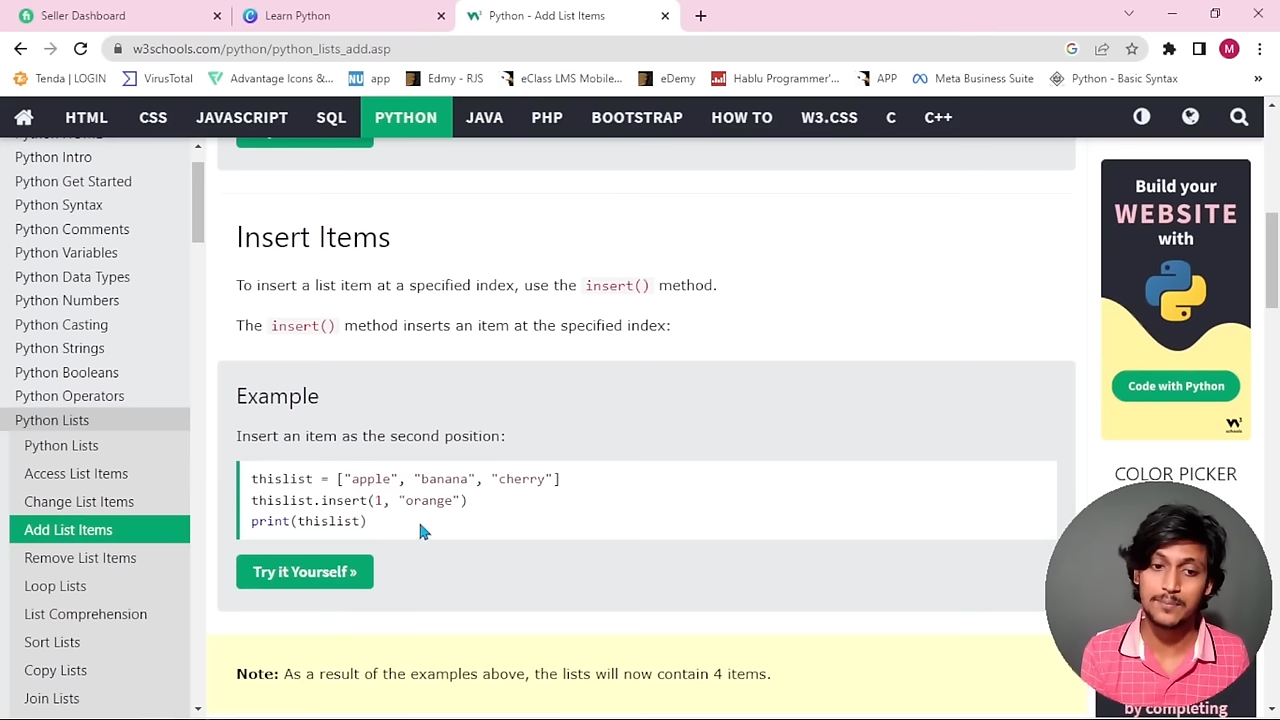 Seller Dashboard
Learn Python
Python - Add List Items
w3schools.com/python/python_lists_add.asp
G
M
Tenda | LOGIN
VirusTotal
Advantage Icons &...
NU app
Edmy - RJS
eClass LMS Mobile...
eDemy
Hablu Programmer'...
APP
Meta Business Suite
Python - Basic Syntax
»
HTML
CSS
JAVASCRIPT
SQL
PYTHON
JAVA
PHP
BOOTSTRAP
HOW TO
W3.CSS
C
C++
Python Intro
Python Get Started
Python Syntax
Python Comments
Python Variables
Python Data Types
Python Numbers
Python Casting
Python Strings
Python Booleans
Python Operators
Python Lists
Python Lists
Access List Items
Change List Items
Add List Items
Remove List Items
Loop Lists
List Comprehension
Sort Lists
Copy Lists
Join Lists
Insert Items
To insert a list item at a specified index, use the insert() method.
The insert() method inserts an item at the specified index:
Example
Insert an item as the second position:
thislist = ["apple", "banana", "cherry"]
thislist.insert(1, "orange")
print(thislist)
Try it Yourself »
Note: As a result of the examples above, the lists will now contain 4 items.
Build your
WEBSITE
with
Code with Python
W3
schools
COLOR PICKER
by completing